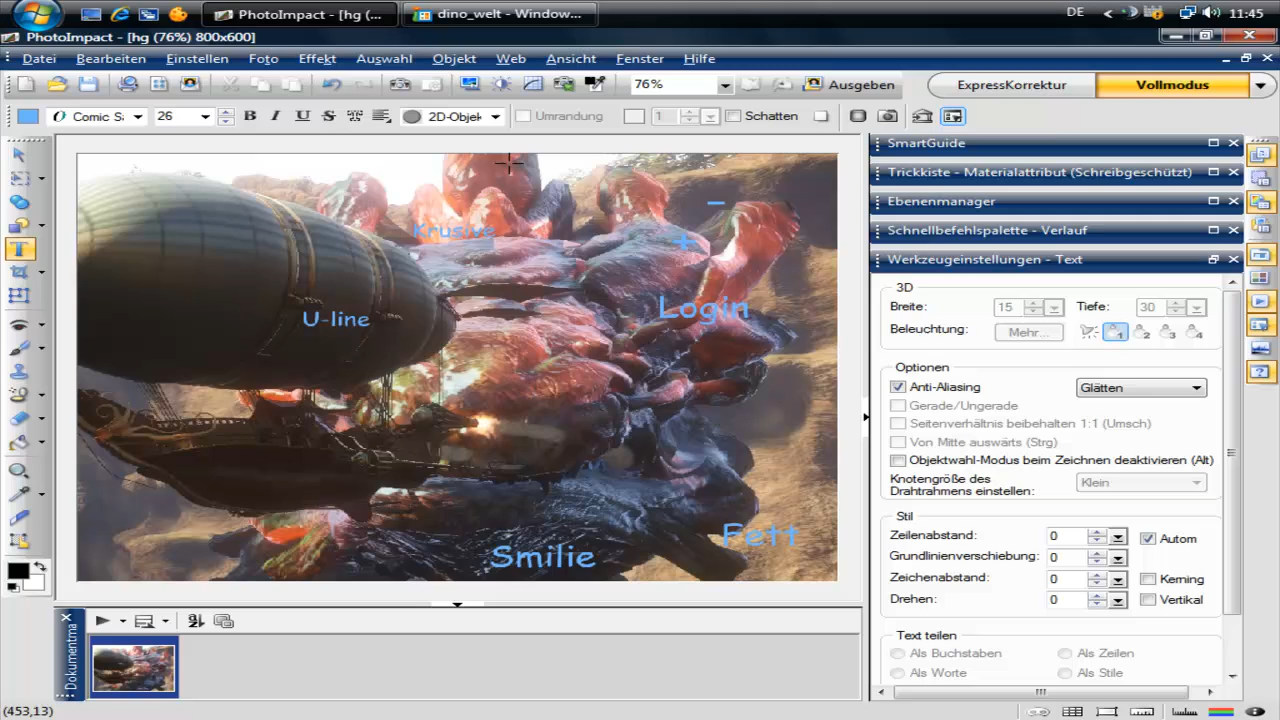 PhotoImpact - [hg (...
dino_welt - Window...
DE
11:45
PhotoImpact - [hg (76%) 800x600]
Datei Bearbeiten Einstellen Foto Effekt Auswahl Objekt Web Ansicht Fenster Hilfe
76%
Ausgeben
ExpressKorrektur
Vollmodus
Comic Sa
26
B I U S
2D-Objek
Umrandung
1
Schatten
SmartGuide
Trickkiste - Materialattribut (Schreibgeschützt)
Ebenenmanager
Schnellbefehlspalette - Verlauf
Werkzeugeinstellungen - Text
3D
Breite: 15 Tiefe: 30
Beleuchtung: Mehr... 1 2 3 4
Optionen
Anti-Aliasing Glätten
Gerade/Ungerade
Seitenverhältnis beibehalten 1:1 (Umsch)
Von Mitte auswärts (Strg)
Objektwahl-Modus beim Zeichnen deaktivieren (Alt)
Knotengröße des
Drahtrahmens einstellen: Klein
Stil
Zeilenabstand: 0 Autom
Grundlinienverschiebung: 0
Zeichenabstand: 0 Kerning
Drehen: 0 Vertikal
Text teilen
Als Buchstaben Als Zeilen
Als Worte Als Stile
–
Krusive
+
Login
U-line
Fett
Smilie
Dokumentma
(453,13)